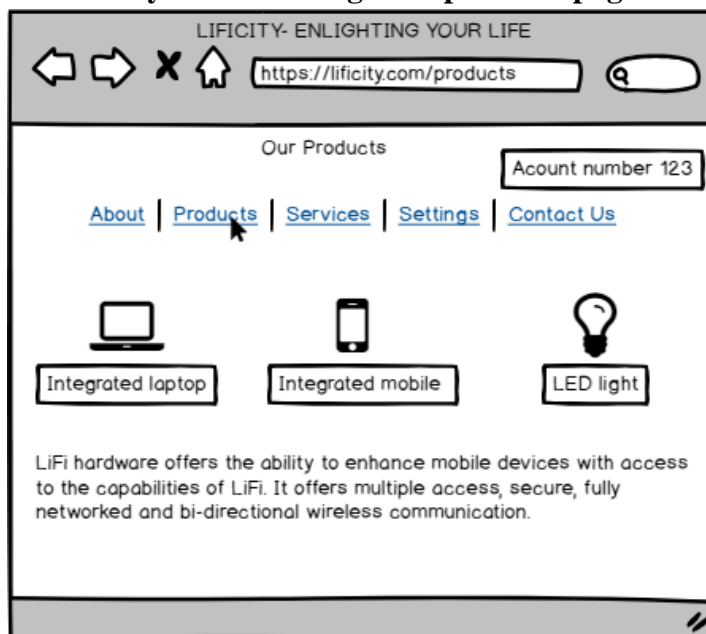 LIFICITY- ENLIGHTING YOUR LIFE
https://lificity.com/products
Our Products
Acount number 123
About | Products | Services | Settings | Contact Us
Integrated laptop
Integrated mobile
LED light
LiFi hardware offers the ability to enhance mobile devices with access
to the capabilities of LiFi. It offers multiple access, secure, fully
networked and bi-directional wireless communication.